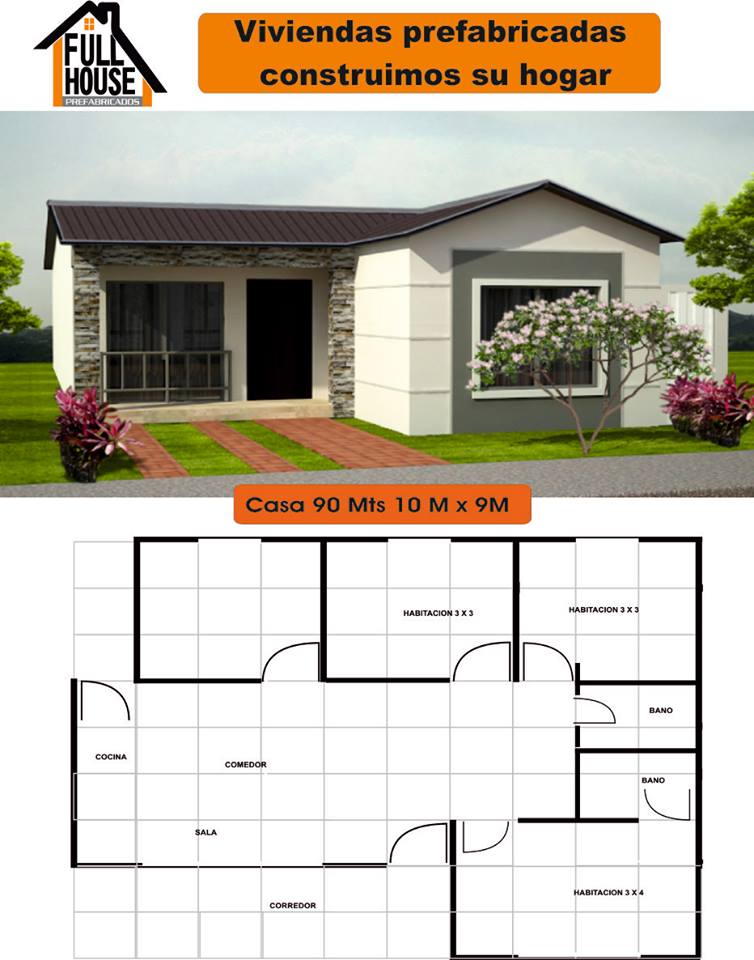 FULL
HOUSE
PREFABRICADOS
Viviendas prefabricadas
construimos su hogar
Casa 90 Mts 10 M x 9M
HABITACION 3 X 3
HABITACION 3 X 3
BANO
COCINA
COMEDOR
BANO
SALA
HABITACION 3 X 4
CORREDOR